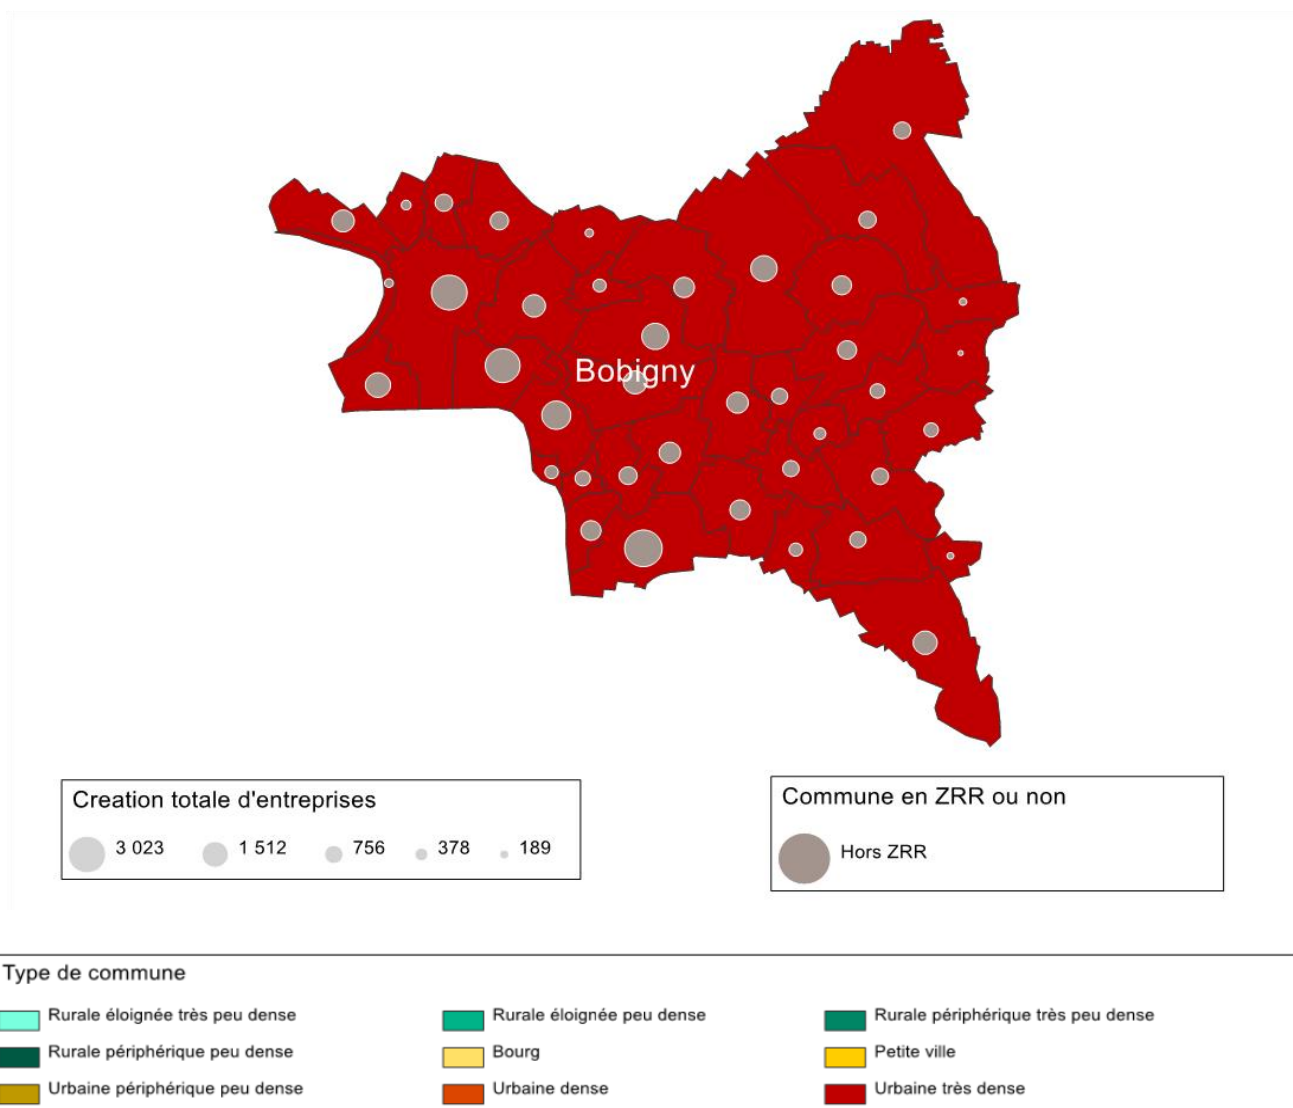 Bobigny
Creation totale d'entreprises
3 023 1 512 756 378 189
Commune en ZRR ou non
Hors ZRR
Type de commune
Rurale éloignée très peu dense Rurale éloignée peu dense Rurale périphérique très peu dense
Rurale périphérique peu dense Bourg Petite ville
Urbaine périphérique peu dense Urbaine dense Urbaine très dense